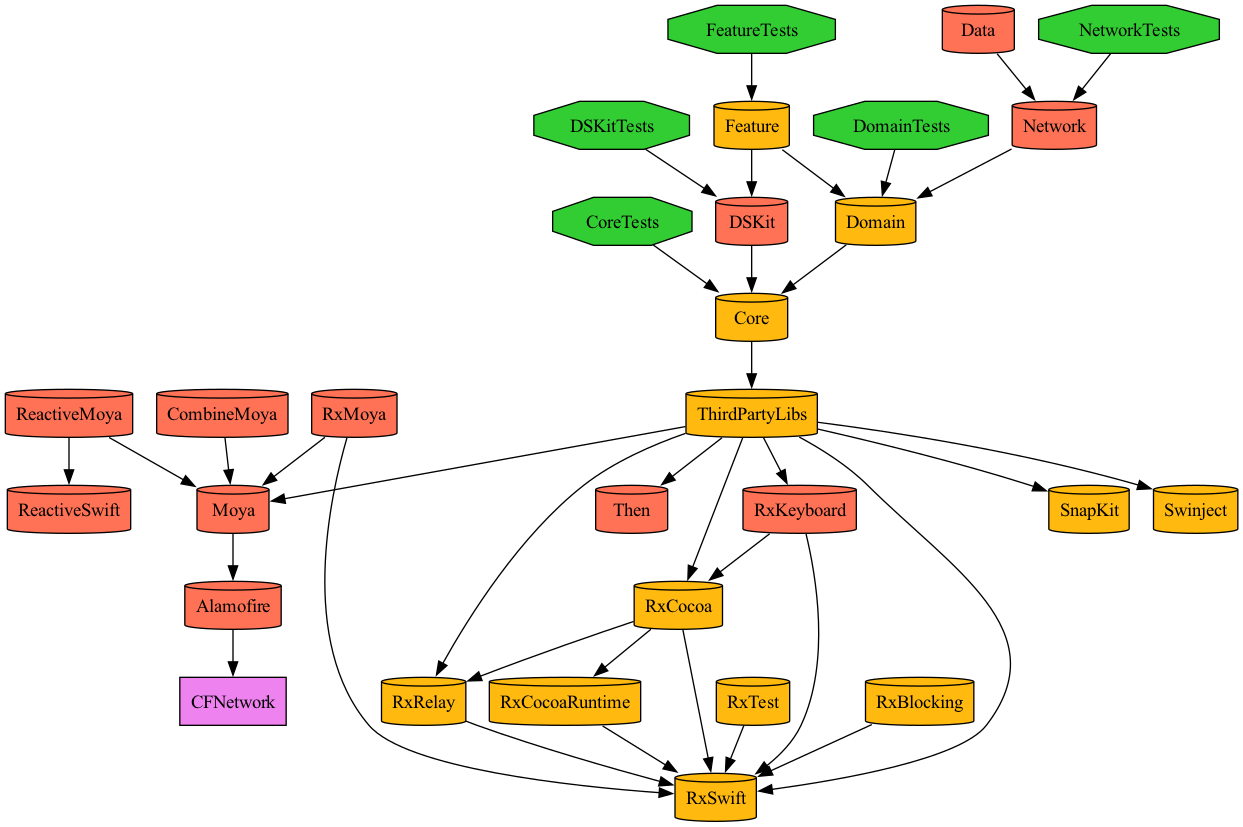 FeatureTests
Data
NetworkTests
DSKitTests
Feature
DomainTests
Network
CoreTests
DSKit
Domain
Core
ReactiveMoya
CombineMoya
RxMoya
ThirdPartyLibs
ReactiveSwift
Moya
Then
RxKeyboard
SnapKit
Swinject
Alamofire
RxCocoa
CFNetwork
RxRelay
RxCocoaRuntime
RxTest
RxBlocking
RxSwift